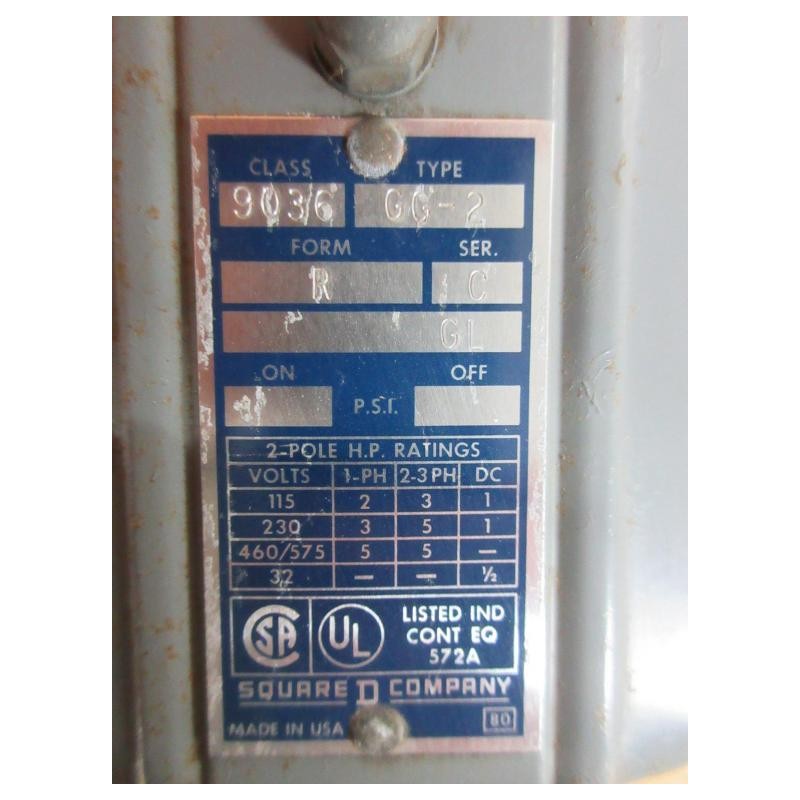 CLASS TYPE
9036 GG-2
FORM SER.
R C
GL
ON OFF
P.S.I.
2-POLE H.P. RATINGS
VOLTS 1-PH 2-3 PH DC
115 2 3 1
230 3 5 1
460/575 5 5 —
32 — — ½
CSA UL LISTED IND
CONT EQ
572A
SQUARE D COMPANY
MADE IN USA 80